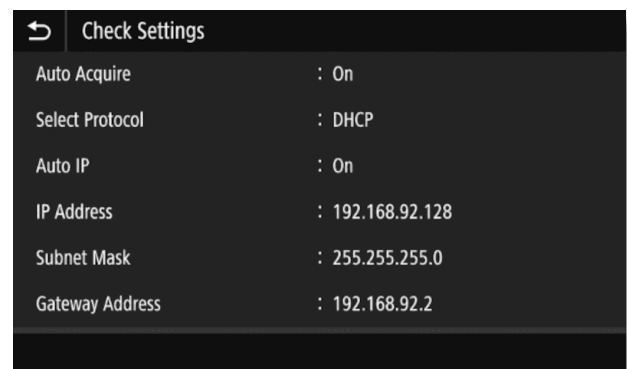 Check Settings
Auto Acquire : On
Select Protocol : DHCP
Auto IP : On
IP Address : 192.168.92.128
Subnet Mask : 255.255.255.0
Gateway Address : 192.168.92.2